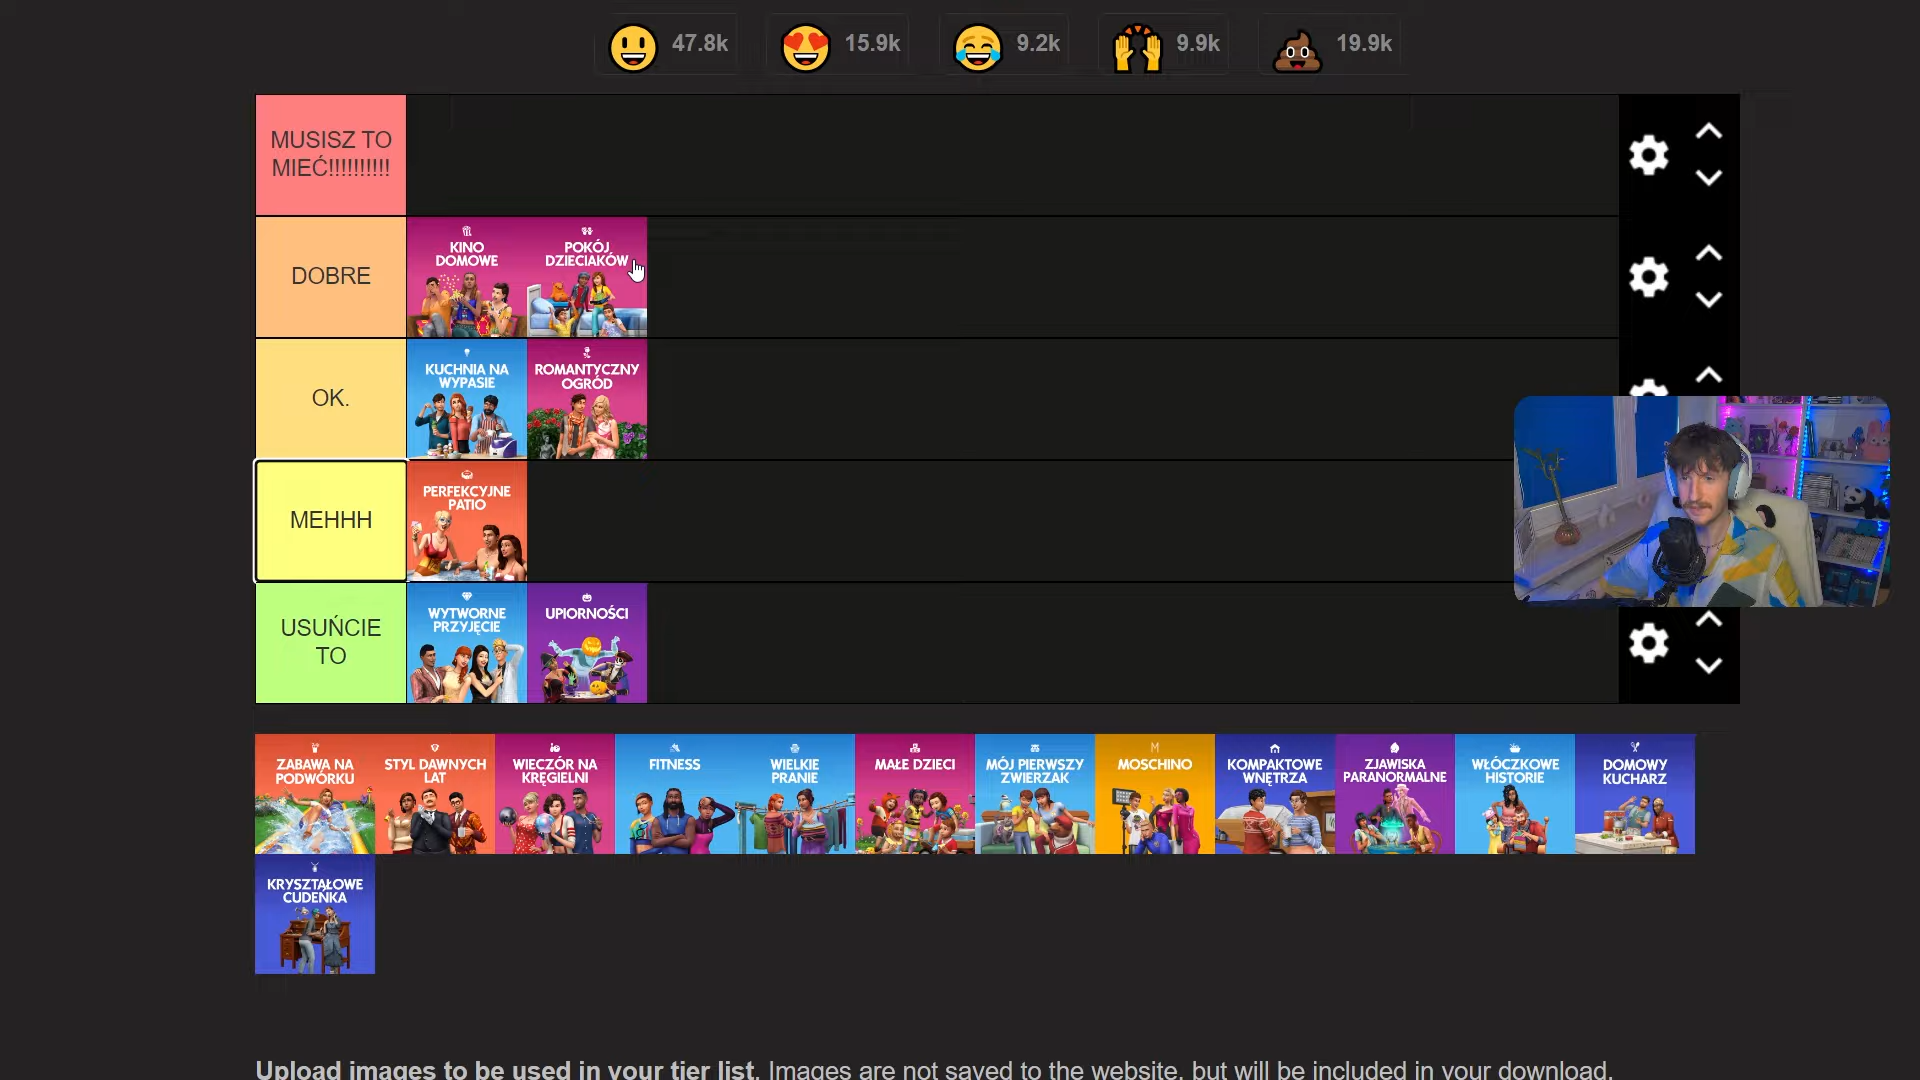 47.8k
15.9k
9.2k
9.9k
19.9k
MUSISZ TO
MIEĆ!!!!!!!!!!
DOBRE
KINO
DOMOWE
POKÓJ
DZIECIAKÓW
OK.
KUCHNIA NA
WYPASIE
ROMANTYCZNY
OGRÓD
MEHHH
PERFEKCYJNE
PATIO
USUŃCIE
TO
WYTWORNE
PRZYJĘCIE
UPIORNOŚCI
ZABAWA NA
PODWÓRKU
STYL DAWNYCH
LAT
WIECZÓR NA
KRĘGIELNI
FITNESS
WIELKIE
PRANIE
MAŁE DZIECI
MÓJ PIERWSZY
ZWIERZAK
M
MOSCHINO
KOMPAKTOWE
WNĘTRZA
ZJAWISKA
PARANORMALNE
WŁÓCZKOWE
HISTORIE
DOMOWY
KUCHARZ
KRYSZTAŁOWE
CUDEŃKA
Upload images to be used in your tier list. Images are not saved to the website, but will be included in your download.